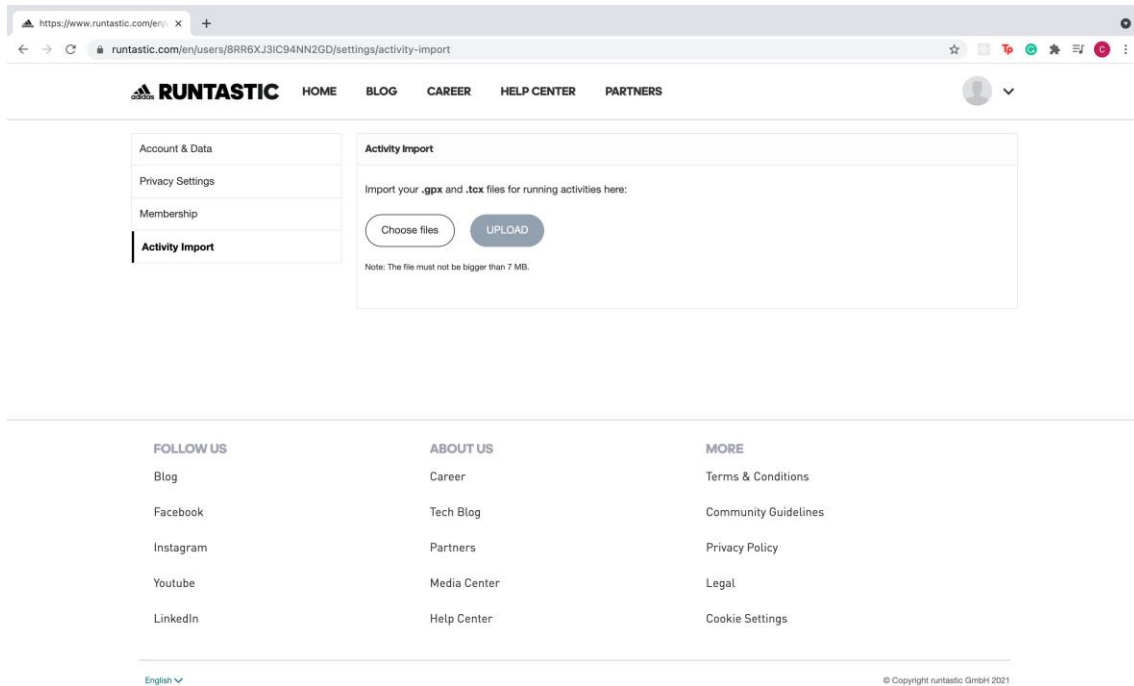 https://www.runtastic.com/en/
runtastic.com/en/users/8RR6XJ3IC94NN2GD/settings/activity-import
Tp
G
C
adidas RUNTASTIC HOME BLOG CAREER HELP CENTER PARTNERS
Account & Data
Privacy Settings
Membership
Activity Import
Activity Import
Import your .gpx and .tcx files for running activities here:
Choose files UPLOAD
Note: The file must not be bigger than 7 MB.
FOLLOW US
Blog
Facebook
Instagram
Youtube
LinkedIn
ABOUT US
Career
Tech Blog
Partners
Media Center
Help Center
MORE
Terms & Conditions
Community Guidelines
Privacy Policy
Legal
Cookie Settings
English
© Copyright runtastic GmbH 2021